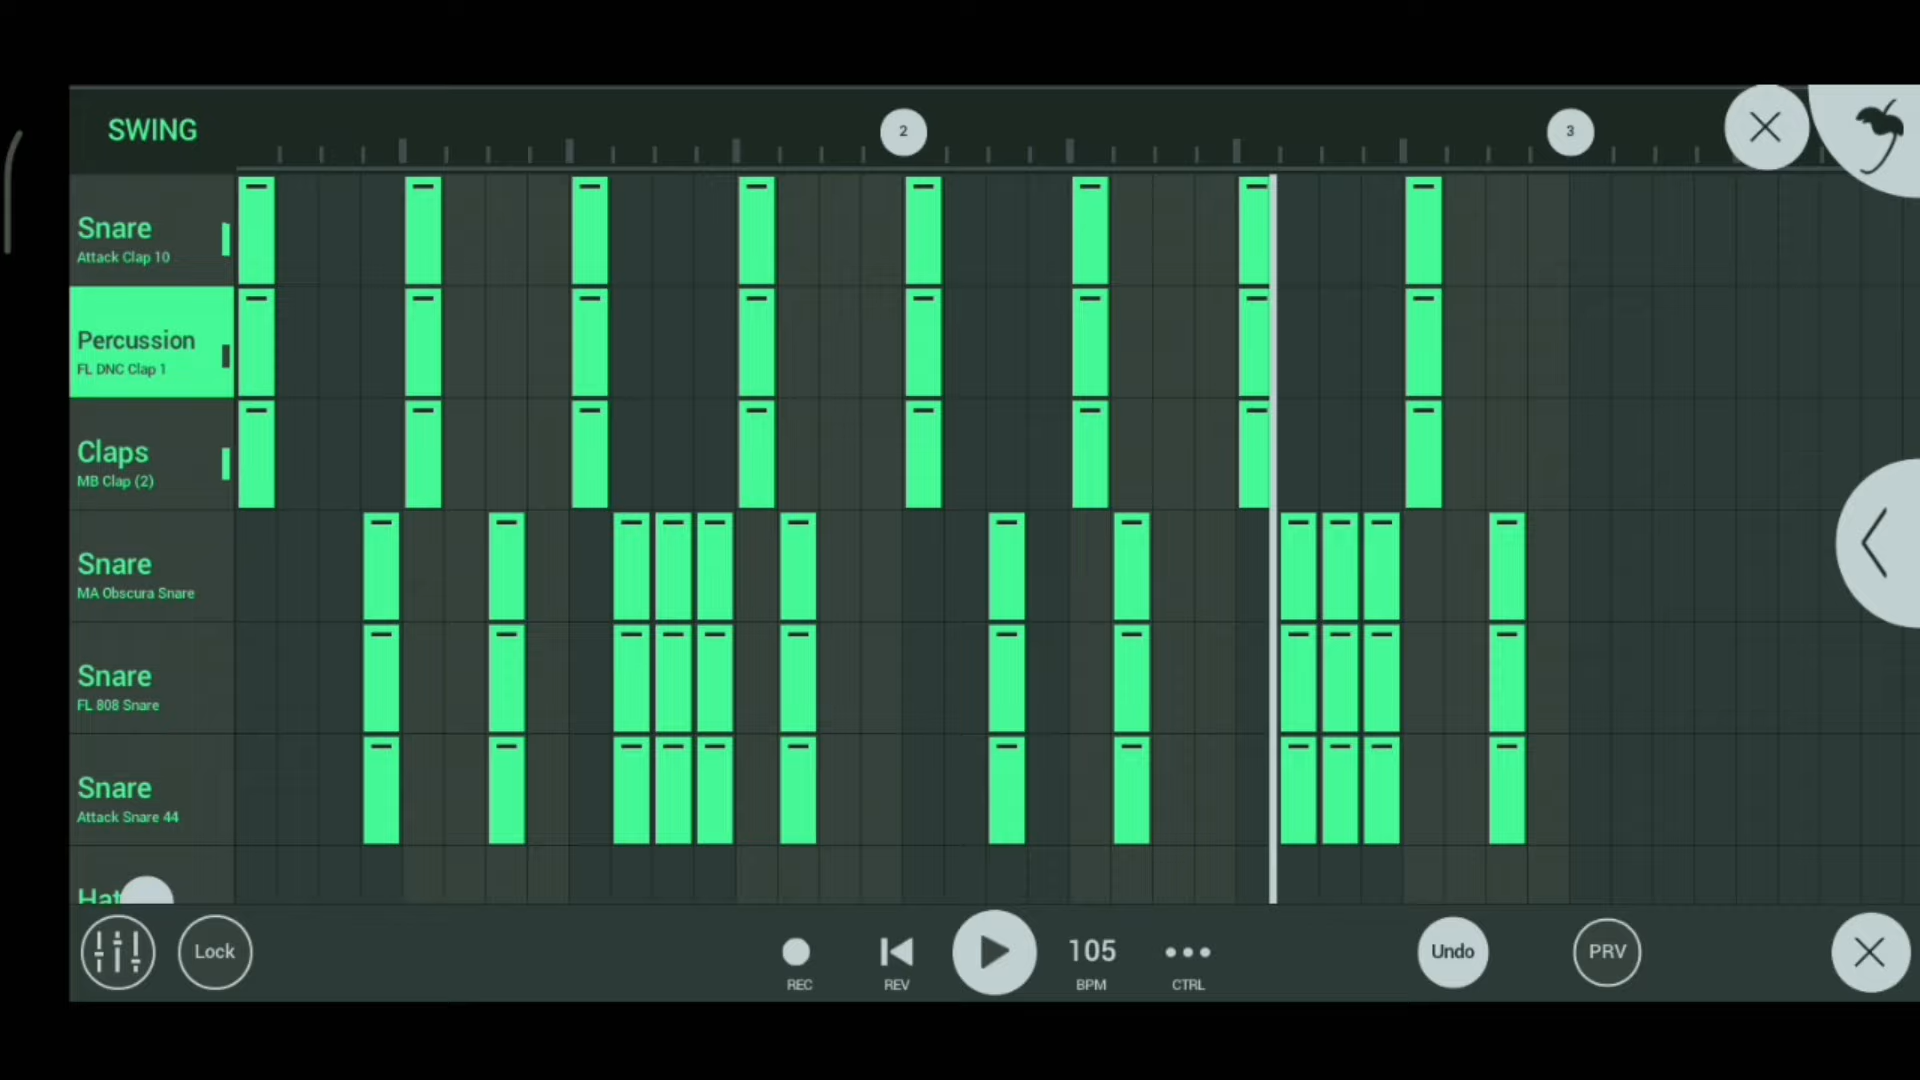 SWING
2
3
Snare
Attack Clap 10
Percussion
FL DNC Clap 1
Claps
MB Clap (2)
Snare
MA Obscura Snare
Snare
FL 808 Snare
Snare
Attack Snare 44
Hat
Lock
REC
REV
105
BPM
CTRL
Undo
PRV